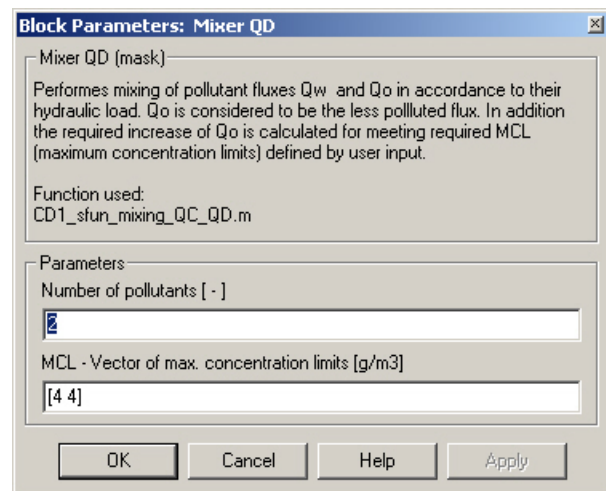 Block Parameters: Mixer QD
Mixer QD (mask)
Performes mixing of pollutant fluxes Qw and Qo in accordance to their
hydraulic load. Qo is considered to be the less pollluted flux. In addition
the required increase of Qo is calculated for meeting required MCL
(maximum concentration limits) defined by user input.
Function used:
CD1_sfun_mixing_QC_QD.m
Parameters
Number of pollutants [ - ]
2
MCL - Vector of max. concentration limits [g/m3]
[4 4]
OK Cancel Help Apply